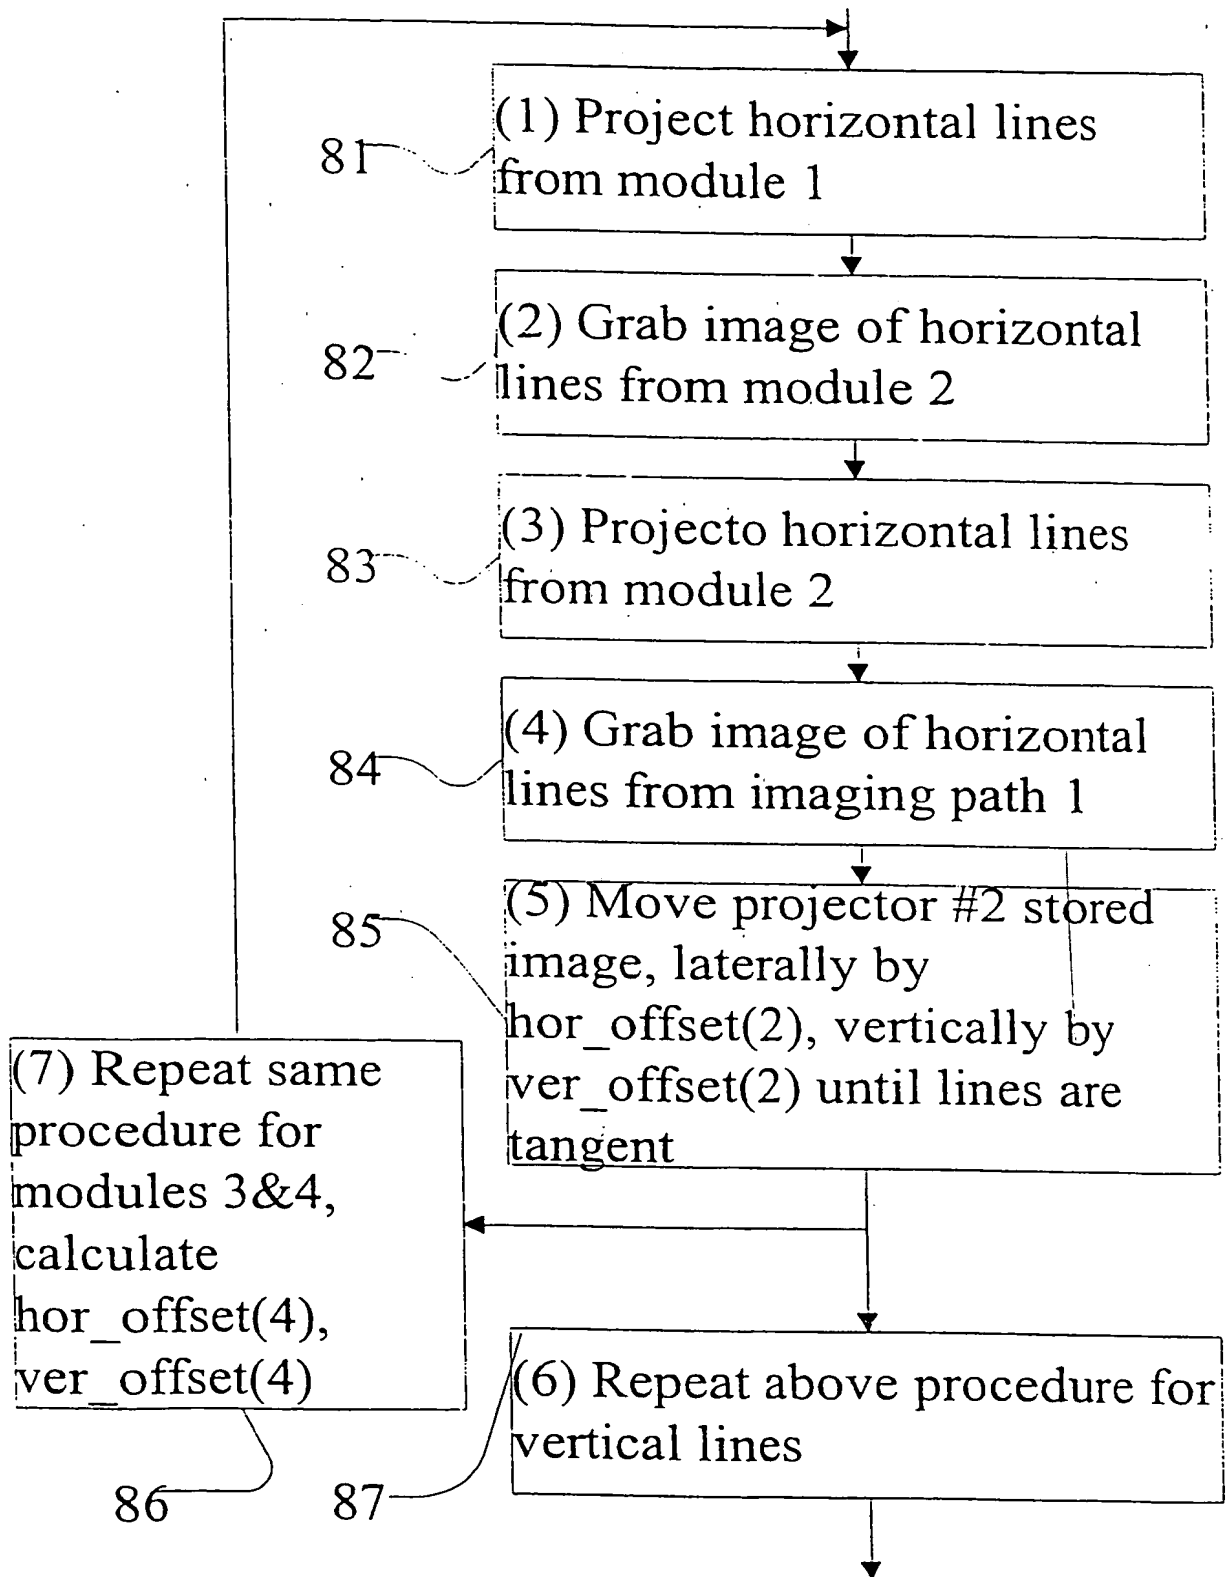 81
(1) Project horizontal lines
from module 1
82
(2) Grab image of horizontal
lines from module 2
83
(3) Projecto horizontal lines
from module 2
84
(4) Grab image of horizontal
lines from imaging path 1
85
(5) Move projector #2 stored
image, laterally by
hor_offset(2), vertically by
ver_offset(2) until lines are
tangent
(7) Repeat same
procedure for
modules 3&4,
calculate
hor_offset(4),
ver_offset(4)
86
87
(6) Repeat above procedure for
vertical lines